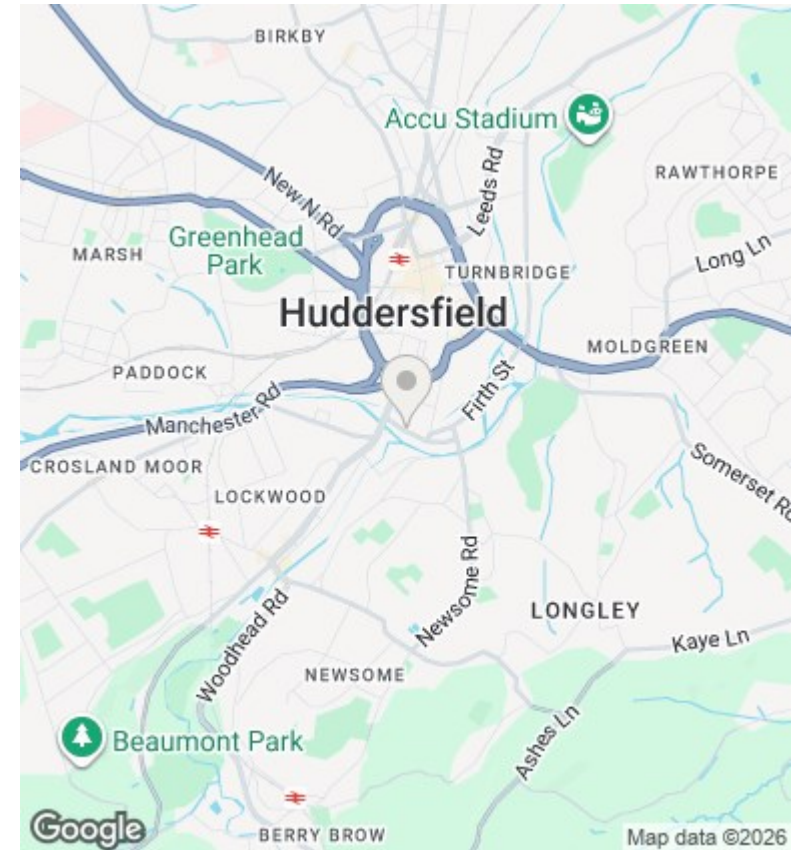 BIRKBY
Accu Stadium
Leeds Rd
RAWTHORPE
New N Rd
Greenhead
Park
MARSH
Long Ln
TURNBRIDGE
Huddersfield
MOLDGREEN
PADDOCK
Firth St
Manchester Rd
CROSLAND MOOR
Somerset Rd
LOCKWOOD
Newsome Rd
LONGLEY
Woodhead Rd
Kaye Ln
NEWSOME
Ashes Ln
Beaumont Park
Google
BERRY BROW
Map data ©2026